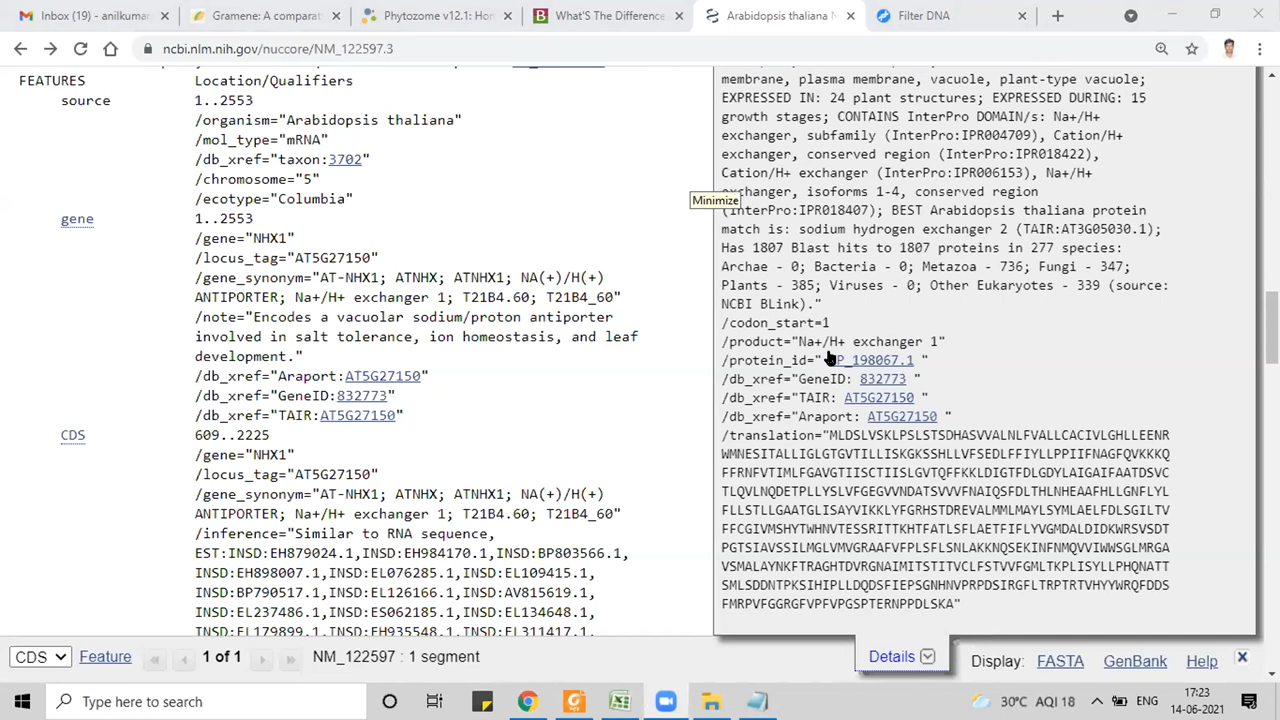 Inbox (19) - anilkumar
Gramene: A comparat
Phytozome v12.1: Hom
What'S The Difference
Arabidopsis thaliana N
Filter DNA
ncbi.nlm.nih.gov/nuccore/NM_122597.3
FEATURES Location/Qualifiers
source 1..2553
/organism="Arabidopsis thaliana"
/mol_type="mRNA"
/db_xref="taxon:3702"
/chromosome="5"
/ecotype="Columbia"
gene 1..2553
/gene="NHX1"
/locus_tag="AT5G27150"
/gene_synonym="AT-NHX1; ATNHX; ATNHX1; NA(+)/H(+)
ANTIPORTER; Na+/H+ exchanger 1; T21B4.60; T21B4_60"
/note="Encodes a vacuolar sodium/proton antiporter
involved in salt tolerance, ion homeostasis, and leaf
development."
/db_xref="Araport:AT5G27150"
/db_xref="GeneID:832773"
/db_xref="TAIR:AT5G27150"
CDS 609..2225
/gene="NHX1"
/locus_tag="AT5G27150"
/gene_synonym="AT-NHX1; ATNHX; ATNHX1; NA(+)/H(+)
ANTIPORTER; Na+/H+ exchanger 1; T21B4.60; T21B4_60"
/inference="Similar to RNA sequence,
EST:INSD:EH879024.1,INSD:EH984170.1,INSD:BP803566.1,
INSD:EH898007.1,INSD:EL076285.1,INSD:EL109415.1,
INSD:BP790517.1,INSD:EL126166.1,INSD:AV815619.1,
INSD:EL237486.1,INSD:ES062185.1,INSD:EL134648.1,
INSD:EL179899.1,INSD:EH935548.1,INSD:EL311417.1,
membrane, plasma membrane, vacuole, plant-type vacuole;
EXPRESSED IN: 24 plant structures; EXPRESSED DURING: 15
growth stages; CONTAINS InterPro DOMAIN/s: Na+/H+
exchanger, subfamily (InterPro:IPR004709), Cation/H+
exchanger, conserved region (InterPro:IPR018422),
Cation/H+ exchanger (InterPro:IPR006153), Na+/H+
exchanger, isoforms 1-4, conserved region
Minimize
(InterPro:IPR018407); BEST Arabidopsis thaliana protein
match is: sodium hydrogen exchanger 2 (TAIR:AT3G05030.1);
Has 1807 Blast hits to 1807 proteins in 277 species:
Archae - 0; Bacteria - 0; Metazoa - 736; Fungi - 347;
Plants - 385; Viruses - 0; Other Eukaryotes - 339 (source:
NCBI BLink)."
/codon_start=1
/product="Na+/H+ exchanger 1"
/protein_id=" P_198067.1 "
/db_xref="GeneID: 832773 "
/db_xref="TAIR: AT5G27150 "
/db_xref="Araport: AT5G27150 "
/translation="MLDSLVSKLPSLSTSDHASVVALNLFVALLCACIVLGHLLEENR
WMNESITALLIGLGTGVTILLISKGKSSHLLVFSEDLFFIYLLPPIIFNAGFQVKKKQ
FFRNFVTIMLFGAVGTIISCTIISLGVTQFFKKLDIGTFDLGDYLAIGAIFAATDSVC
TLQVLNQDETPLLYSLVFGEGVVNDATSVVVFNAIQSFDLTHLNHEAAFHLLGNFLYL
FLLSTLLGAATGLISAYVIKKLYFGRHSTDREVALMMLMAYLSYMLAELFDLSGILTV
FFCGIVMSHYTWHNVTESSRITTKHTFATLSFLAETFIFLYVGMDALDIDKWRSVSDT
PGTSIAVSSILMGLVMVGRAAFVFPLSFLSNLAKKNQSEKINFNMQVVIWWSGLMRGA
VSMALAYNKFTRAGHTDVRGNAIMITSTITVCLFSTVVFGMLTKPLISYLLPHQNATT
SMLSDDNTPKSIHIPLLDQDSFIEPSGNHNVPRPDSIRGFLTRPTRTVHYYWRQFDDS
FMRPVFGGRGFVPFVPGSPTERNPPDLSKA"
CDS Feature 1 of 1 NM_122597 : 1 segment Details Display: FASTA GenBank Help
Type here to search
30°C AQI 18 ENG 17:23
14-06-2021